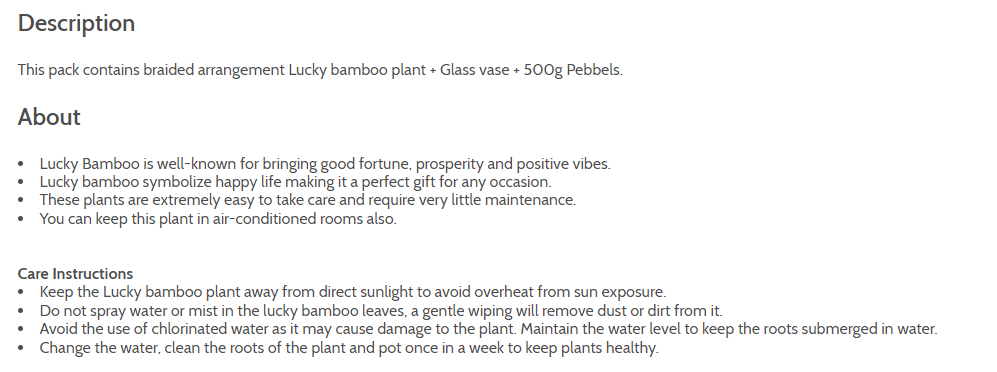 Description
This pack contains braided arrangement Lucky bamboo plant + Glass vase + 500g Pebbels.
About
• Lucky Bamboo is well-known for bringing good fortune, prosperity and positive vibes.
• Lucky bamboo symbolize happy life making it a perfect gift for any occasion.
• These plants are extremely easy to take care and require very little maintenance.
• You can keep this plant in air-conditioned rooms also.
Care Instructions
• Keep the Lucky bamboo plant away from direct sunlight to avoid overheat from sun exposure.
• Do not spray water or mist in the lucky bamboo leaves, a gentle wiping will remove dust or dirt from it.
• Avoid the use of chlorinated water as it may cause damage to the plant. Maintain the water level to keep the roots submerged in water.
• Change the water, clean the roots of the plant and pot once in a week to keep plants healthy.